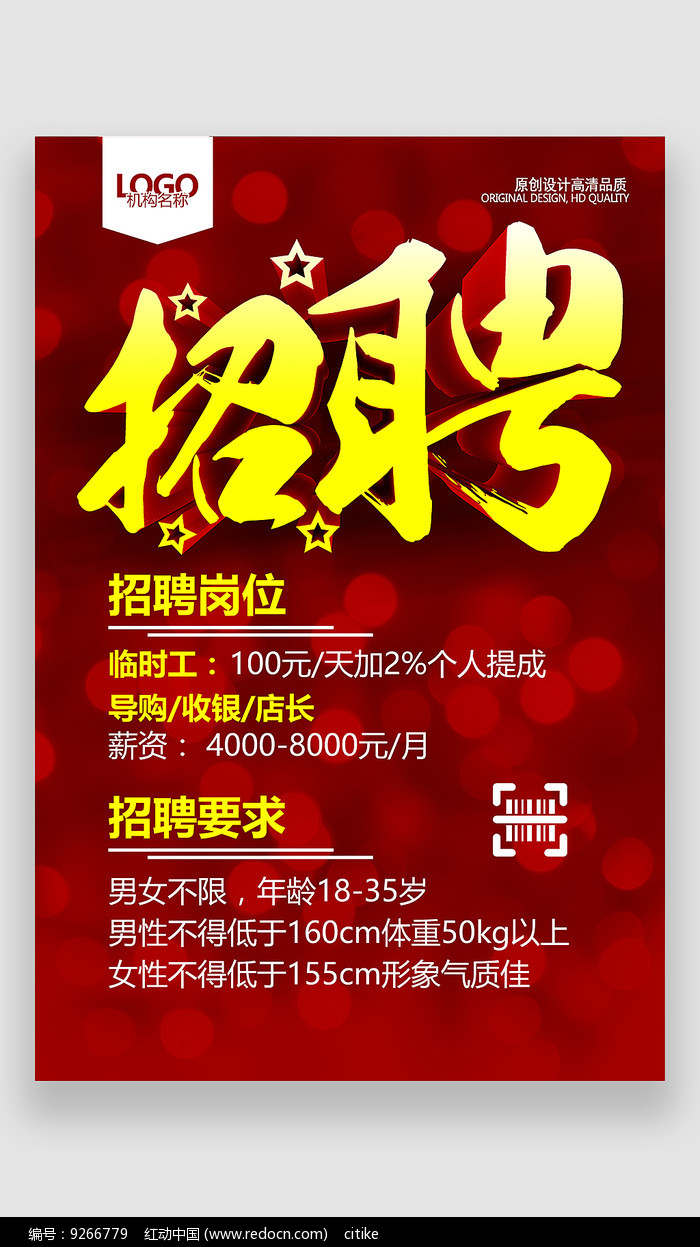 LOGO
机构名称
原创设计高清品质
ORIGINAL DESIGN, HD QUALITY
招聘
招聘岗位
临时工：100元/天加2%个人提成
导购/收银/店长
薪资： 4000-8000元/月
招聘要求
男女不限，年龄18-35岁
男性不得低于160cm体重50kg以上
女性不得低于155cm形象气质佳
编号：9266779 红动中国 (www.redocn.com) citike